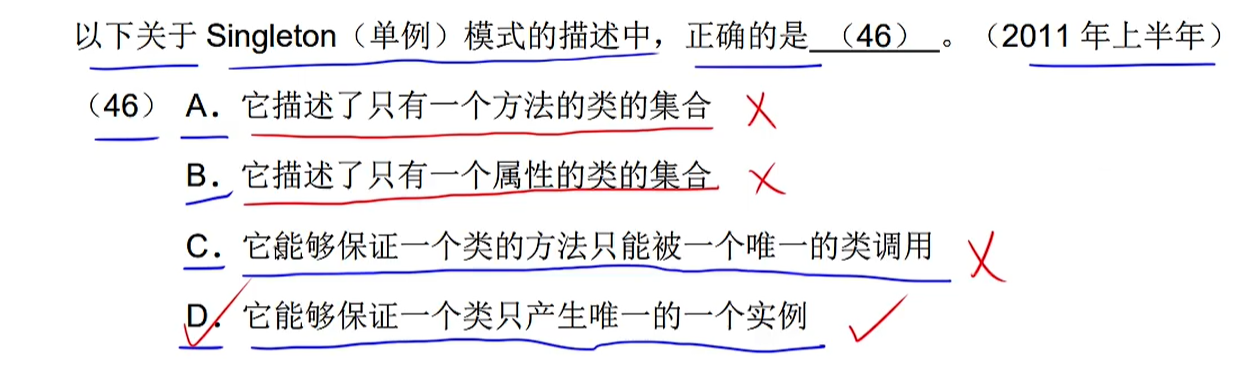 以下关于 Singleton（单例）模式的描述中，正确的是 （46） 。（2011 年上半年）
（46） A．它描述了只有一个方法的类的集合
B．它描述了只有一个属性的类的集合
C．它能够保证一个类的方法只能被一个唯一的类调用
D．它能够保证一个类只产生唯一的一个实例